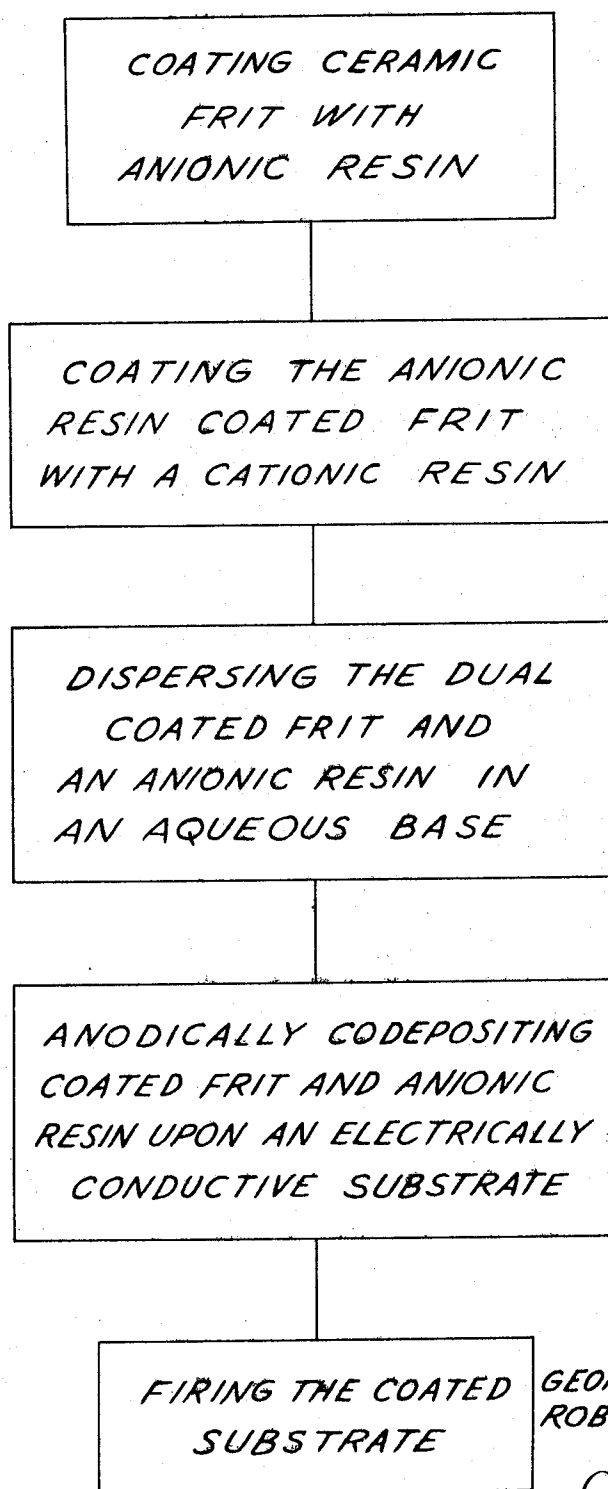 COATING CERAMIC
FRIT WITH
ANIONIC RESIN
COATING THE ANIONIC
RESIN COATED FRIT
WITH A CATIONIC RESIN
DISPERSING THE DUAL
COATED FRIT AND
AN ANIONIC RESIN IN
AN AQUEOUS BASE
ANODICALLY CODEPOSITING
COATED FRIT AND ANIONIC
RESIN UPON AN ELECTRICALLY
CONDUCTIVE SUBSTRATE
FIRING THE COATED
SUBSTRATE
ROB